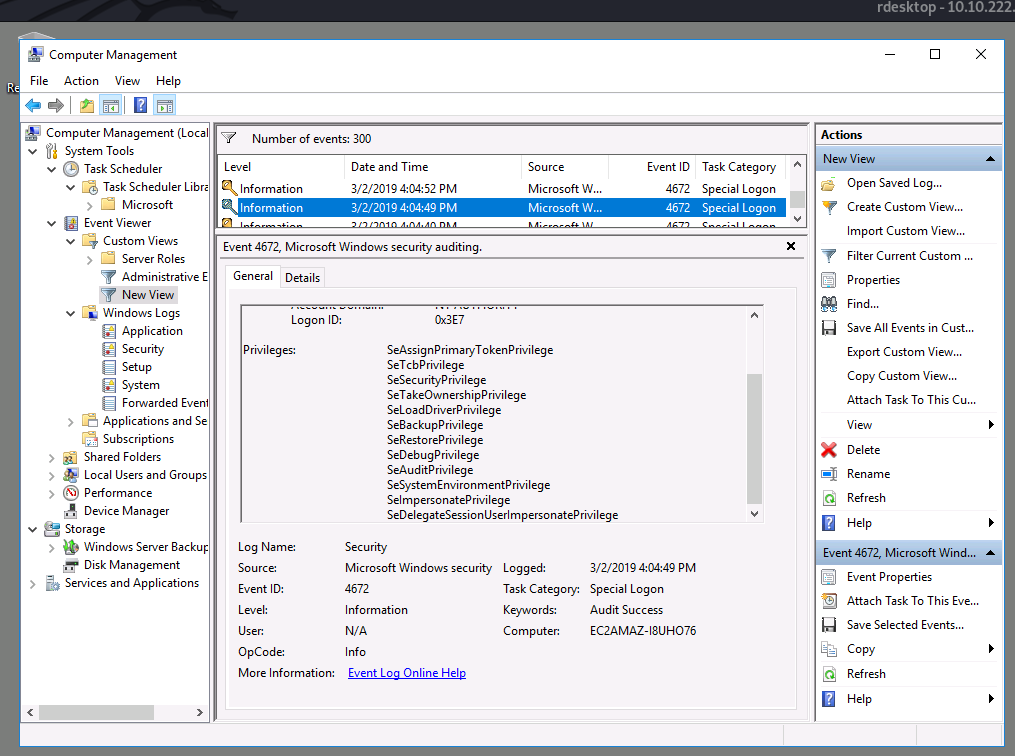 rdesktop - 10.10.222.
Computer Management
File Action View Help
Re
Computer Management (Local
System Tools
Task Scheduler
Task Scheduler Libra
Microsoft
Event Viewer
Custom Views
Server Roles
Administrative E
New View
Windows Logs
Application
Security
Setup
System
Forwarded Event
Applications and Se
Subscriptions
Shared Folders
Local Users and Groups
Performance
Device Manager
Storage
Windows Server Backup
Disk Management
Services and Applications
Number of events: 300
Level Date and Time Source Event ID Task Category
Information 3/2/2019 4:04:52 PM Microsoft W... 4672 Special Logon
Information 3/2/2019 4:04:49 PM Microsoft W... 4672 Special Logon
Information 3/2/2019 4:04:49 PM Microsoft W... 4672 Special Logon
Event 4672, Microsoft Windows security auditing.
General Details
Account Domain: NT AUTHORITY
Logon ID: 0x3E7
Privileges: SeAssignPrimaryTokenPrivilege
SeTcbPrivilege
SeSecurityPrivilege
SeTakeOwnershipPrivilege
SeLoadDriverPrivilege
SeBackupPrivilege
SeRestorePrivilege
SeDebugPrivilege
SeAuditPrivilege
SeSystemEnvironmentPrivilege
SeImpersonatePrivilege
SeDelegateSessionUserImpersonatePrivilege
Log Name: Security
Source: Microsoft Windows security Logged: 3/2/2019 4:04:49 PM
Event ID: 4672 Task Category: Special Logon
Level: Information Keywords: Audit Success
User: N/A Computer: EC2AMAZ-I8UHO76
OpCode: Info
More Information: Event Log Online Help
Actions
New View
Open Saved Log...
Create Custom View...
Import Custom View...
Filter Current Custom ...
Properties
Find...
Save All Events in Cust...
Export Custom View...
Copy Custom View...
Attach Task To This Cu...
View
Delete
Rename
Refresh
Help
Event 4672, Microsoft Wind...
Event Properties
Attach Task To This Eve...
Save Selected Events...
Copy
Refresh
Help